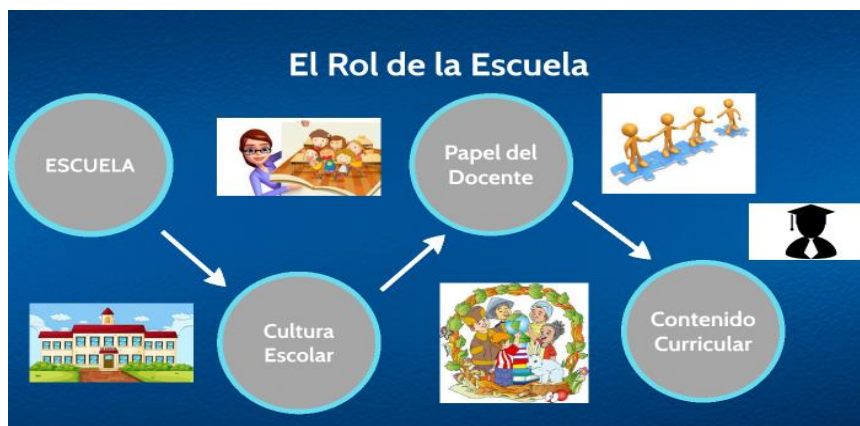 El Rol de la Escuela
ESCUELA
Cultura
Escolar
Papel del
Docente
Contenido
Curricular